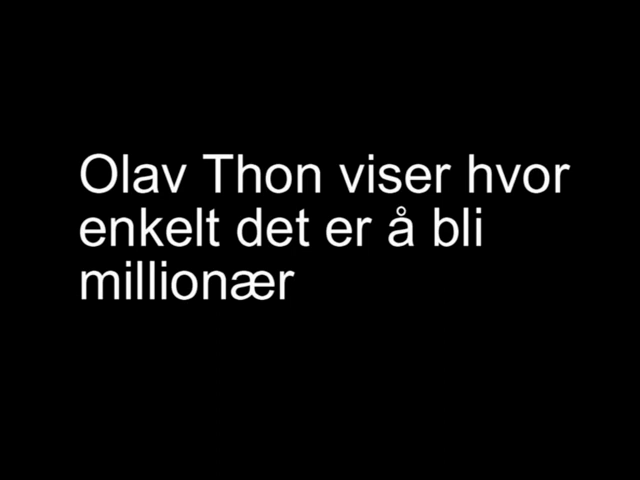 Olav Thon viser hvor
enkelt det er å bli
millionær